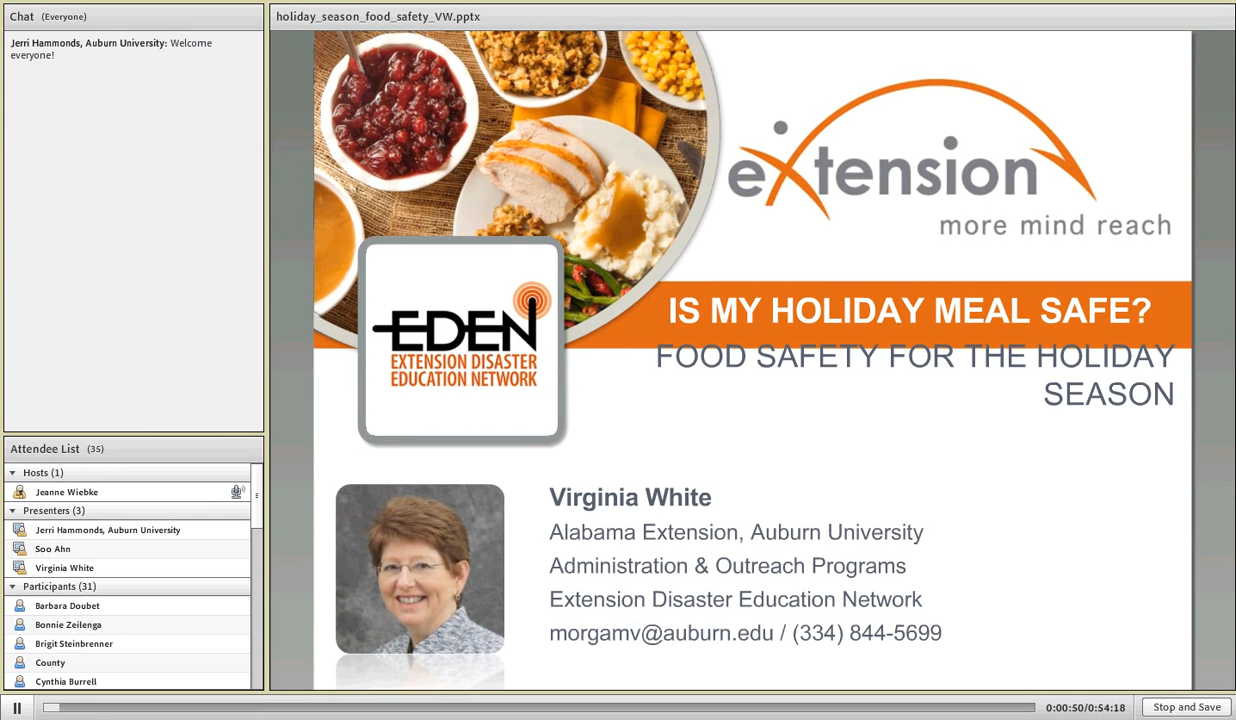 Chat (Everyone)
Jerri Hammonds, Auburn University: Welcome
everyone!
Attendee List (35)
Hosts (1)
Jeanne Wiebke
Presenters (3)
Jerri Hammonds, Auburn University
Soo Ahn
Virginia White
Participants (31)
Barbara Doubet
Bonnie Zeilenga
Brigit Steinbrenner
County
Cynthia Burrell
holiday_season_food_safety_VW.pptx
eXtension
more mind reach
IS MY HOLIDAY MEAL SAFE?
FOOD SAFETY FOR THE HOLIDAY
SEASON
EDEN
EXTENSION DISASTER
EDUCATION NETWORK
Virginia White
Alabama Extension, Auburn University
Administration & Outreach Programs
Extension Disaster Education Network
morgamv@auburn.edu / (334) 844-5699
0:00:50/0:54:18
Stop and Save